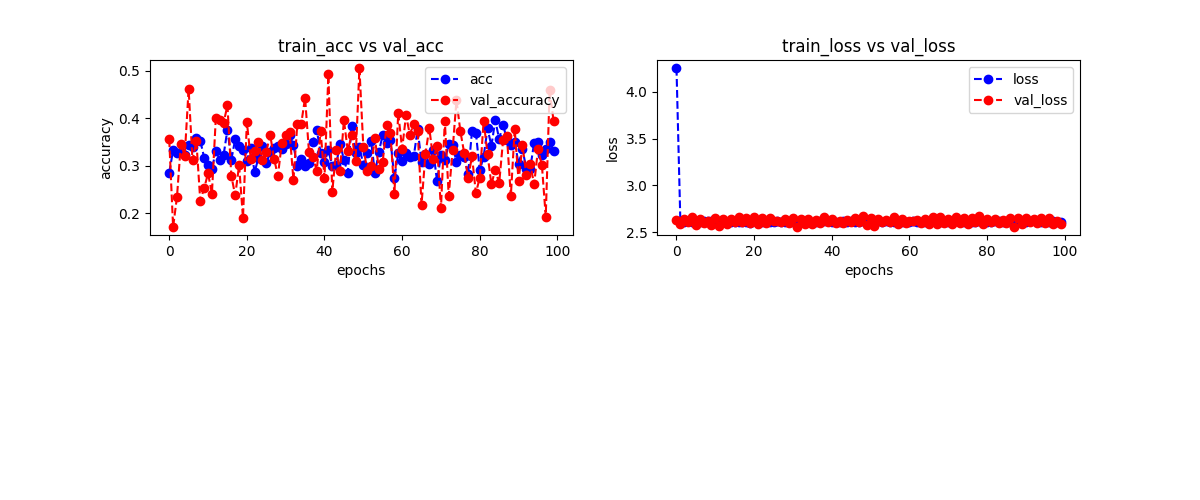 train_acc vs val_acc
accuracy
0.5
0.4
0.3
0.2
acc
val_accuracy
0 20 40 60 80 100
epochs
train_loss vs val_loss
loss
4.0
3.5
3.0
2.5
loss
val_loss
0 20 40 60 80 100
epochs